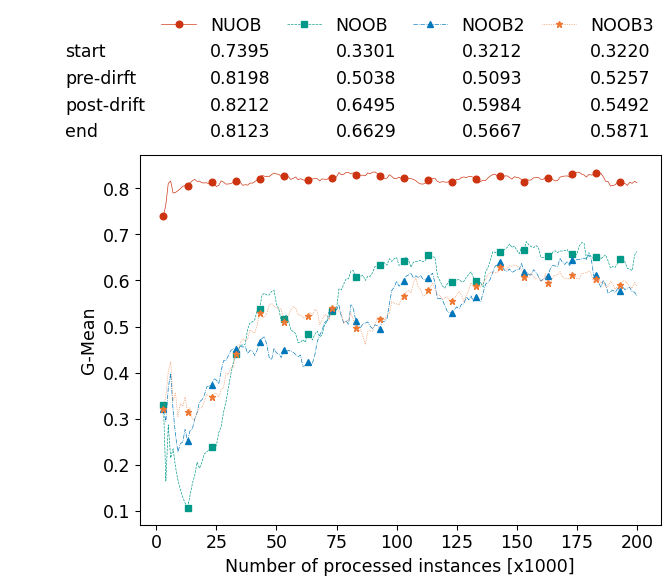 NUOB NOOB NOOB2 NOOB3
start 0.7395 0.3301 0.3212 0.3220
pre-dirft 0.8198 0.5038 0.5093 0.5257
post-drift 0.8212 0.6495 0.5984 0.5492
end 0.8123 0.6629 0.5667 0.5871
0.8
0.7
0.6
0.5
0.4
0.3
0.2
0.1
G-Mean
0 25 50 75 100 125 150 175 200
Number of processed instances [x1000]